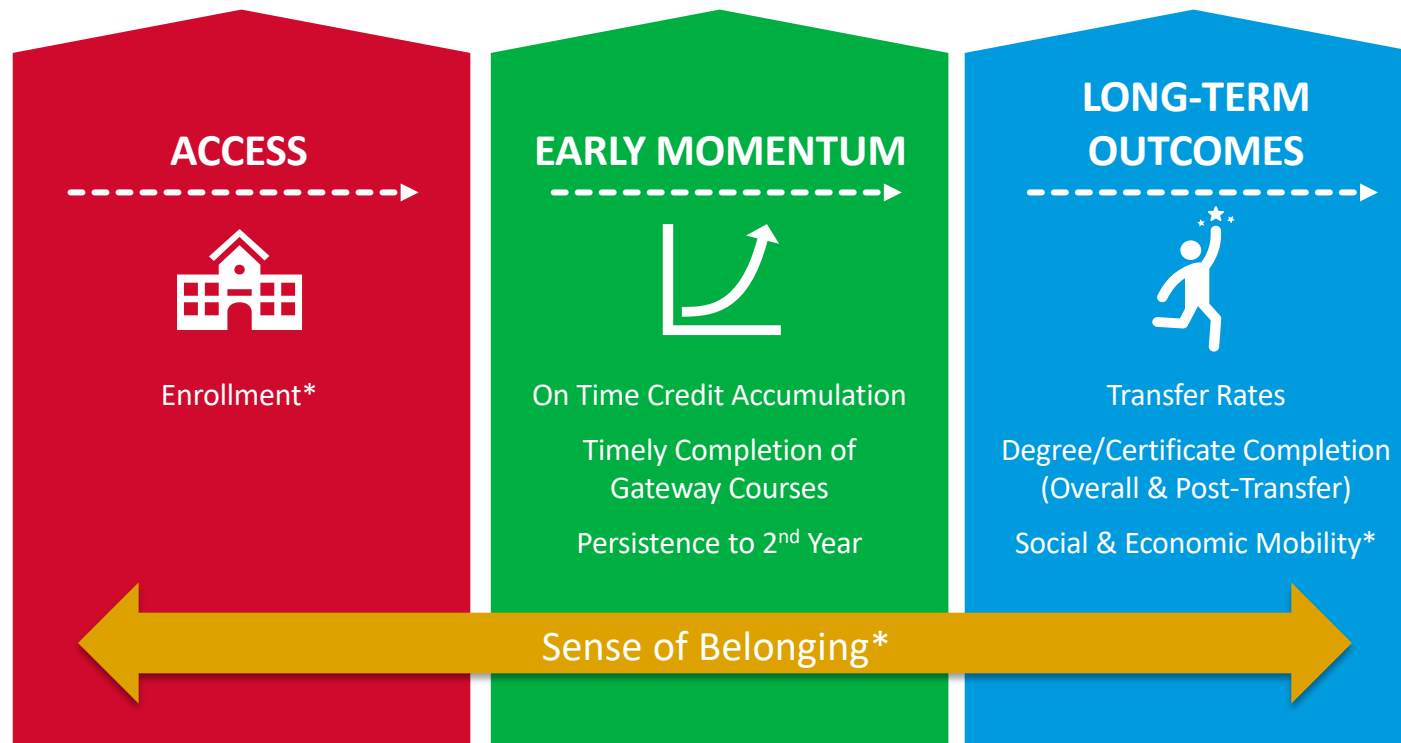 ACCESS
Enrollment*
EARLY MOMENTUM
On Time Credit Accumulation
Timely Completion of
Gateway Courses
Persistence to 2nd Year
LONG-TERM
OUTCOMES
Transfer Rates
Degree/Certificate Completion
(Overall & Post-Transfer)
Social & Economic Mobility*
Sense of Belonging*